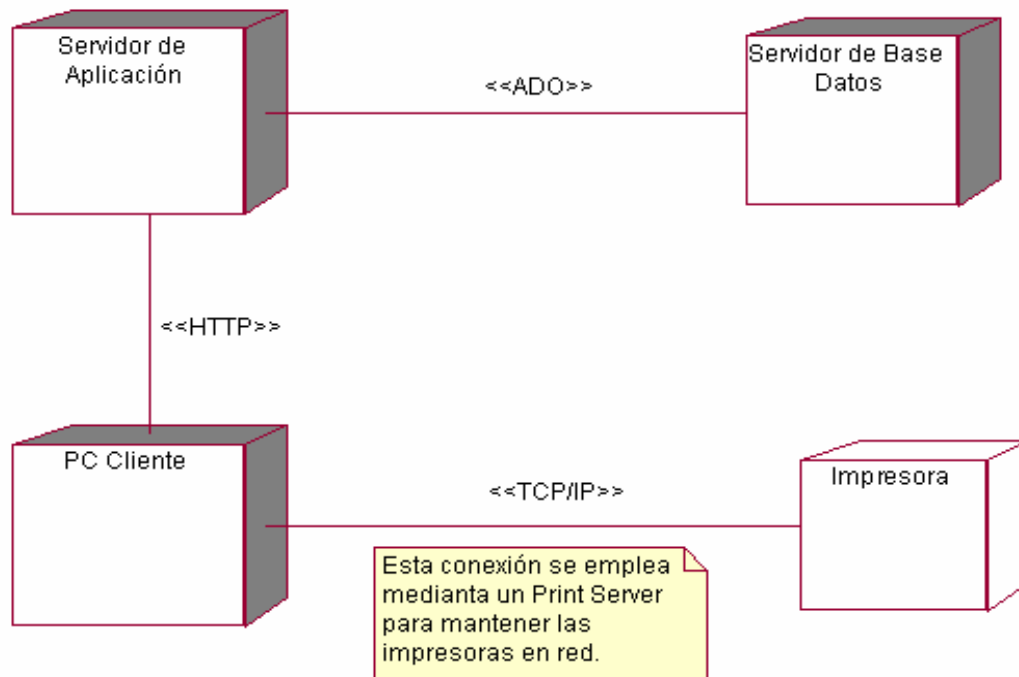 Servidor de
Aplicación
<<ADO>>
Servidor de Base
Datos
<<HTTP>>
PC Cliente
<<TCP/IP>>
Impresora
Esta conexión se emplea
medianta un Print Server
para mantener las
impresoras en red.